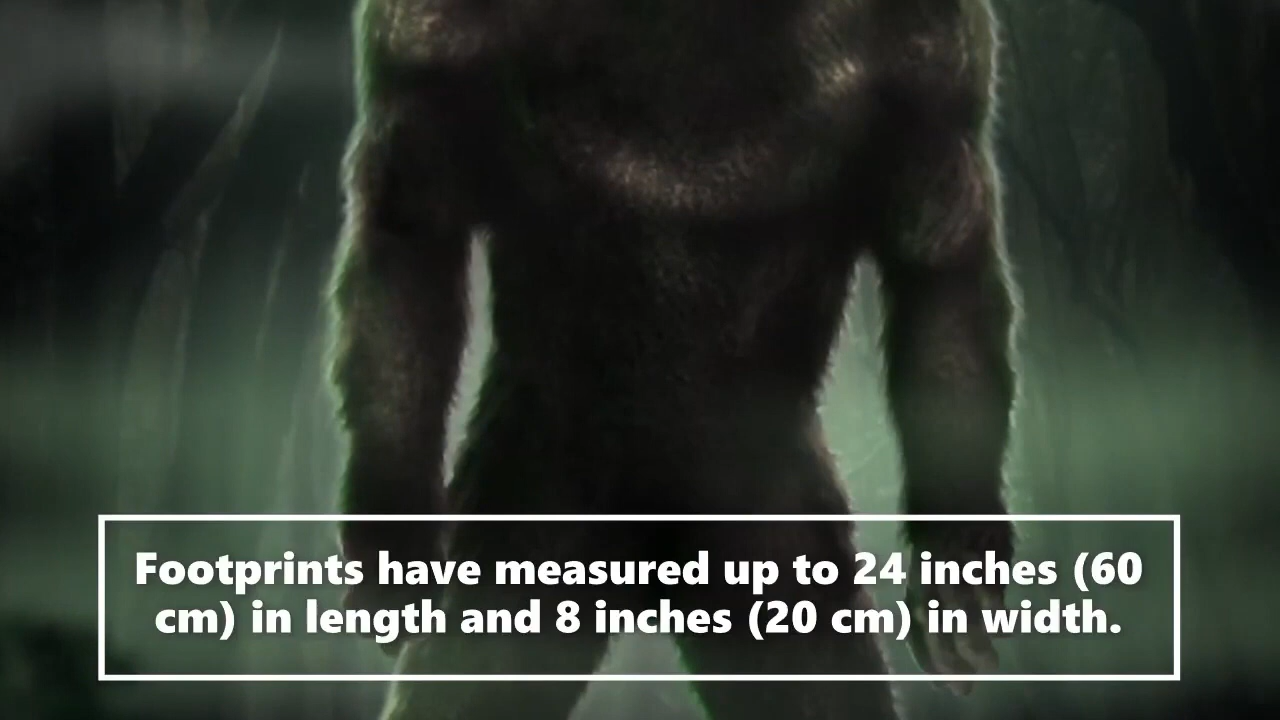 Footprints have measured up to 24 inches (60
cm) in length and 8 inches (20 cm) in width.